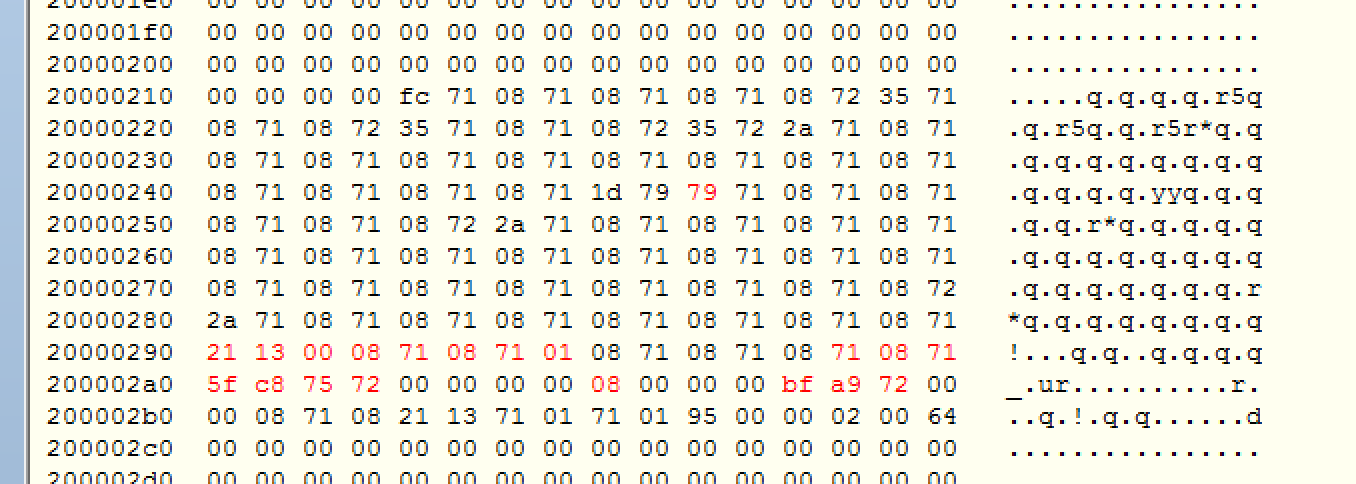 200001e0 00 00 00 00 00 00 00 00 00 00 00 00 00 00 00 00 ................
200001f0 00 00 00 00 00 00 00 00 00 00 00 00 00 00 00 00 ................
20000200 00 00 00 00 00 00 00 00 00 00 00 00 00 00 00 00 ................
20000210 00 00 00 00 fc 71 08 71 08 71 08 71 08 72 35 71 .....q.q.q.q.r5q
20000220 08 71 08 72 35 71 08 71 08 72 35 72 2a 71 08 71 .q.r5q.q.r5r*q.q
20000230 08 71 08 71 08 71 08 71 08 71 08 71 08 71 08 71 .q.q.q.q.q.q.q.q
20000240 08 71 08 71 08 71 08 71 1d 79 79 71 08 71 08 71 .q.q.q.q.yyq.q.q
20000250 08 71 08 71 08 72 2a 71 08 71 08 71 08 71 08 71 .q.q.r*q.q.q.q.q
20000260 08 71 08 71 08 71 08 71 08 71 08 71 08 71 08 71 .q.q.q.q.q.q.q.q
20000270 08 71 08 71 08 71 08 71 08 71 08 71 08 71 08 72 .q.q.q.q.q.q.q.r
20000280 2a 71 08 71 08 71 08 71 08 71 08 71 08 71 08 71 *q.q.q.q.q.q.q.q
20000290 21 13 00 08 71 08 71 01 08 71 08 71 08 71 08 71 !...q.q..q.q.q.q
200002a0 5f c8 75 72 00 00 00 00 08 00 00 00 bf a9 72 00 _.ur..........r.
200002b0 00 08 71 08 21 13 71 01 71 01 95 00 00 02 00 64 ..q.!.q.q......d
200002c0 00 00 00 00 00 00 00 00 00 00 00 00 00 00 00 00 ................
200002d0 00 00 00 00 00 00 00 00 00 00 00 00 00 00 00 00